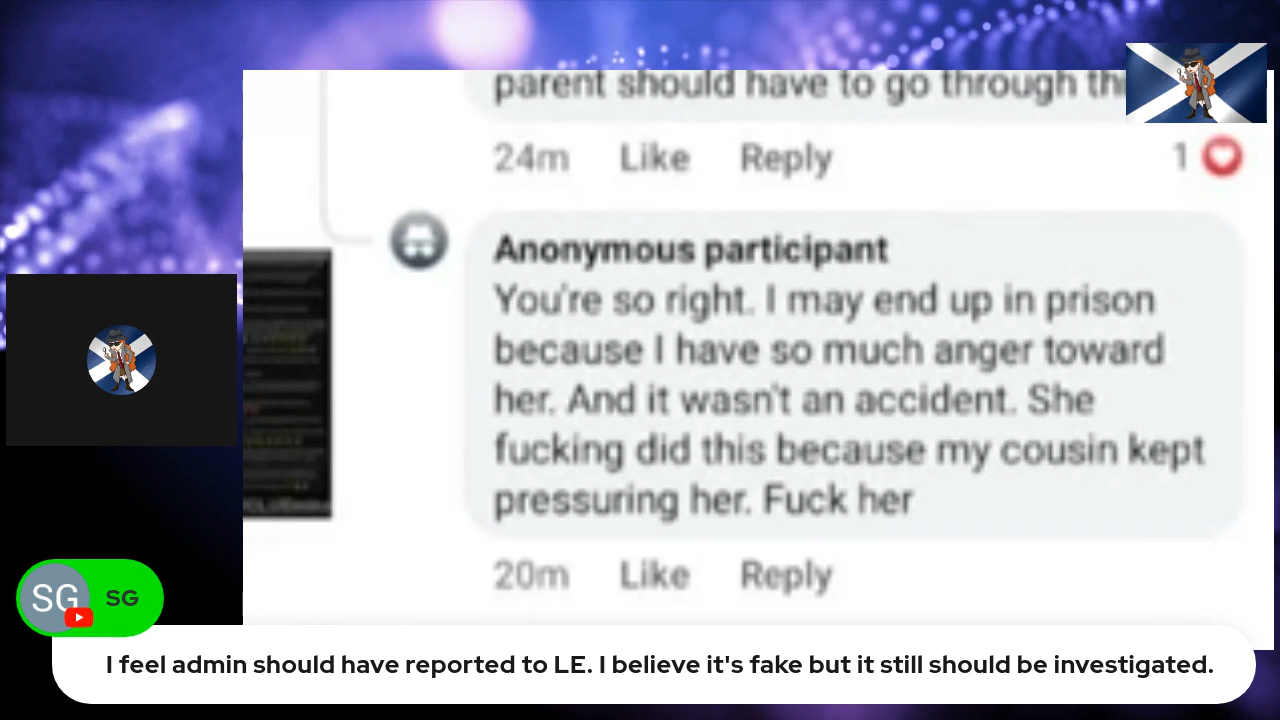 parent should have to go through
24m Like Reply 1
Anonymous participant
You're so right. I may end up in prison
because I have so much anger toward
her. And it wasn't an accident. She
fucking did this because my cousin kept
pressuring her. Fuck her
20m Like Reply
SG SG
I feel admin should have reported to LE. I believe it's fake but it still should be investigated.